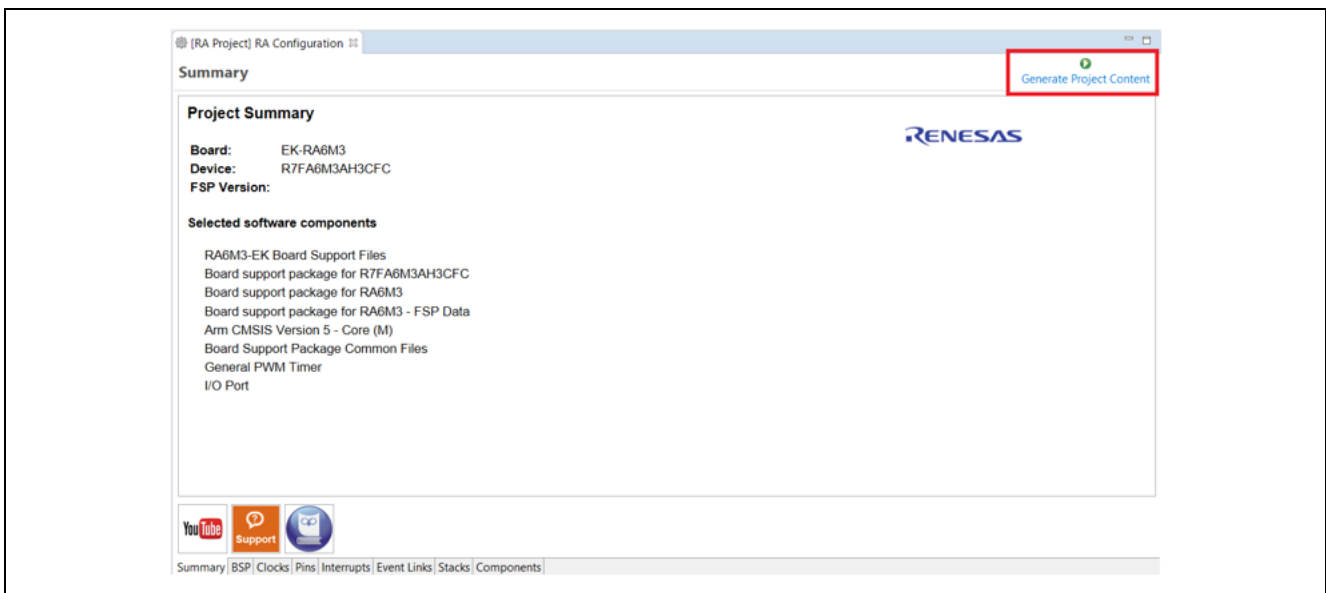 [RA Project] RA Configuration
Summary
Generate Project Content
Project Summary
RENESAS
Board: EK-RA6M3
Device: R7FA6M3AH3CFC
FSP Version:
Selected software components
RA6M3-EK Board Support Files
Board support package for R7FA6M3AH3CFC
Board support package for RA6M3
Board support package for RA6M3 - FSP Data
Arm CMSIS Version 5 - Core (M)
Board Support Package Common Files
General PWM Timer
I/O Port
YouTube
Support
Summary BSP Clocks Pins Interrupts Event Links Stacks Components